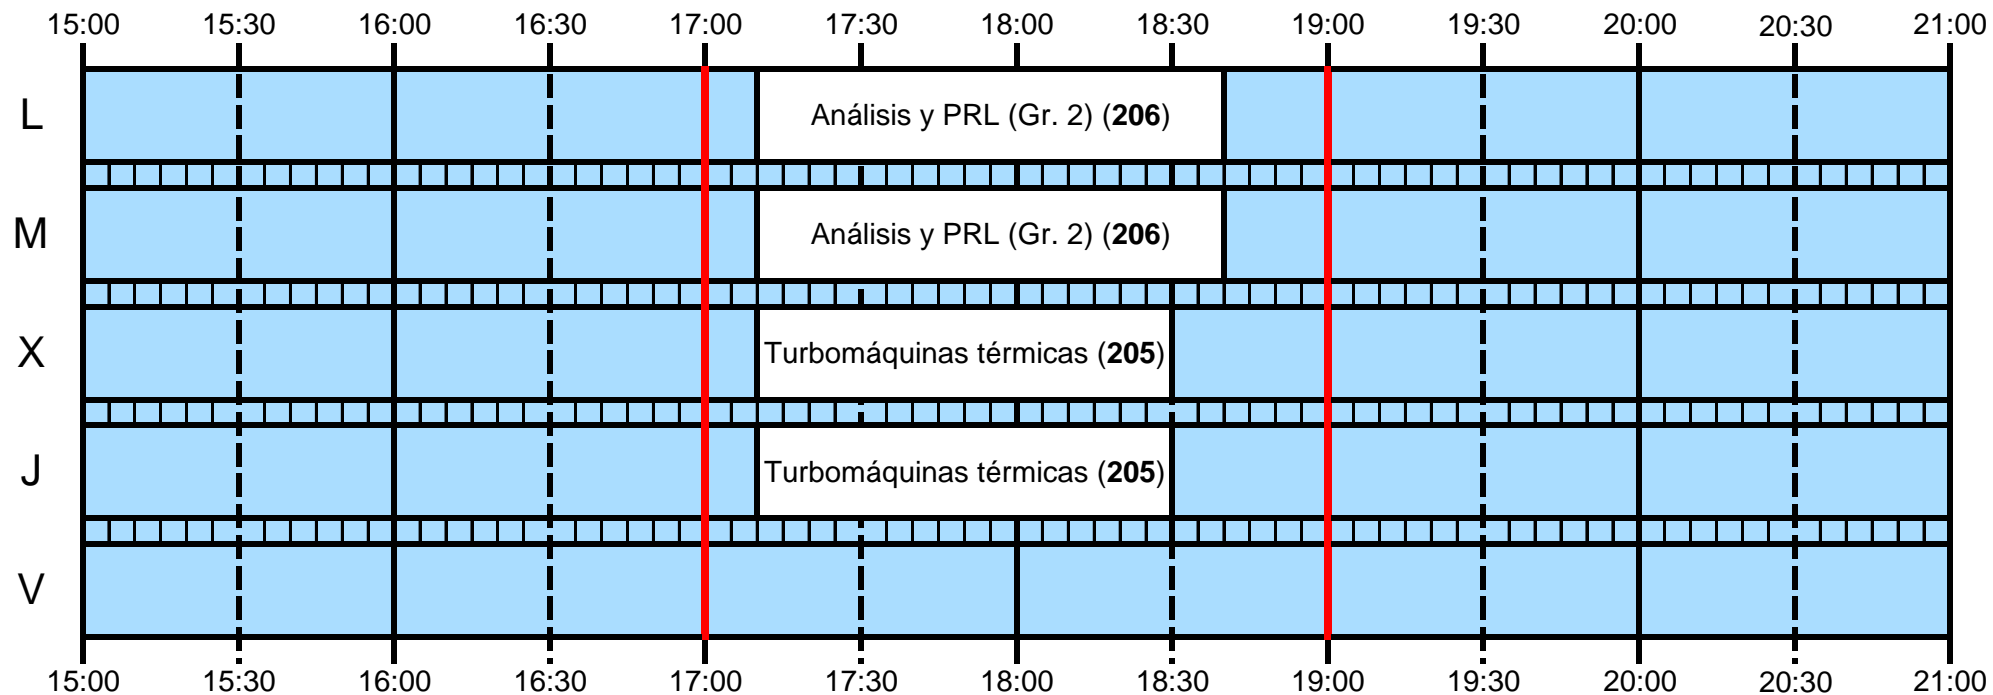 15:00 15:30 16:00 16:30 17:00 17:30 18:00 18:30 19:00 19:30 20:00 20:30 21:00
L Análisis y PRL (Gr. 2) (206)
M Análisis y PRL (Gr. 2) (206)
X Turbomáquinas térmicas (205)
J Turbomáquinas térmicas (205)
V
15:00 15:30 16:00 16:30 17:00 17:30 18:00 18:30 19:00 19:30 20:00 20:30 21:00